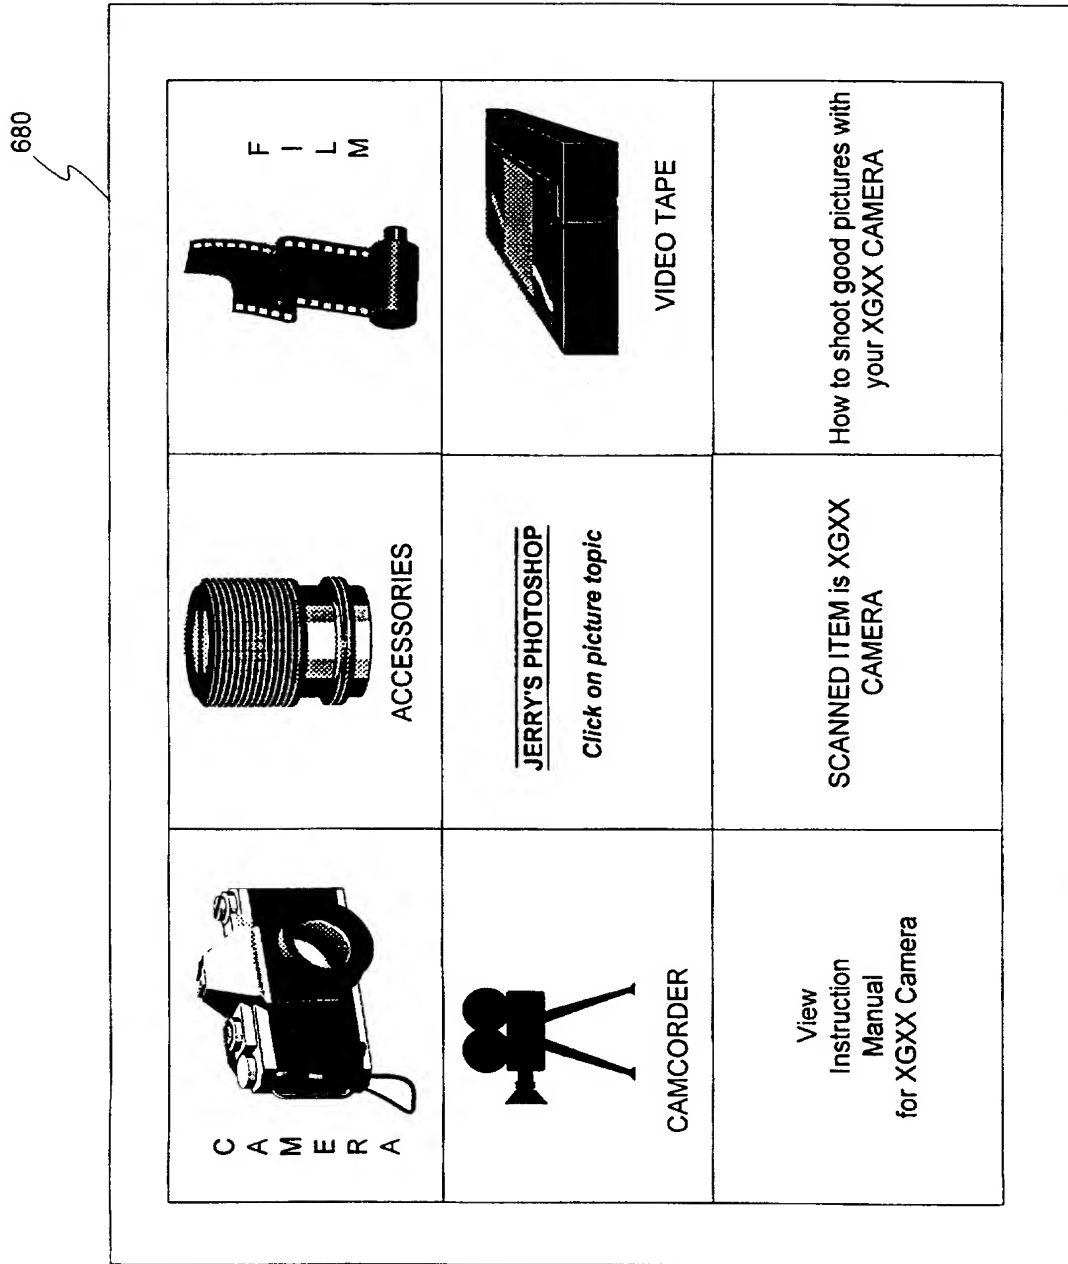 680
C
A
M
E
R
A
ACCESSORIES
F
I
L
M
CAMCORDER
JERRY'S PHOTOSHOP
Click on picture topic
VIDEO TAPE
View
Instruction
Manual
for XGXX Camera
SCANNED ITEM is XGXX
CAMERA
How to shoot good pictures with
your XGXX CAMERA